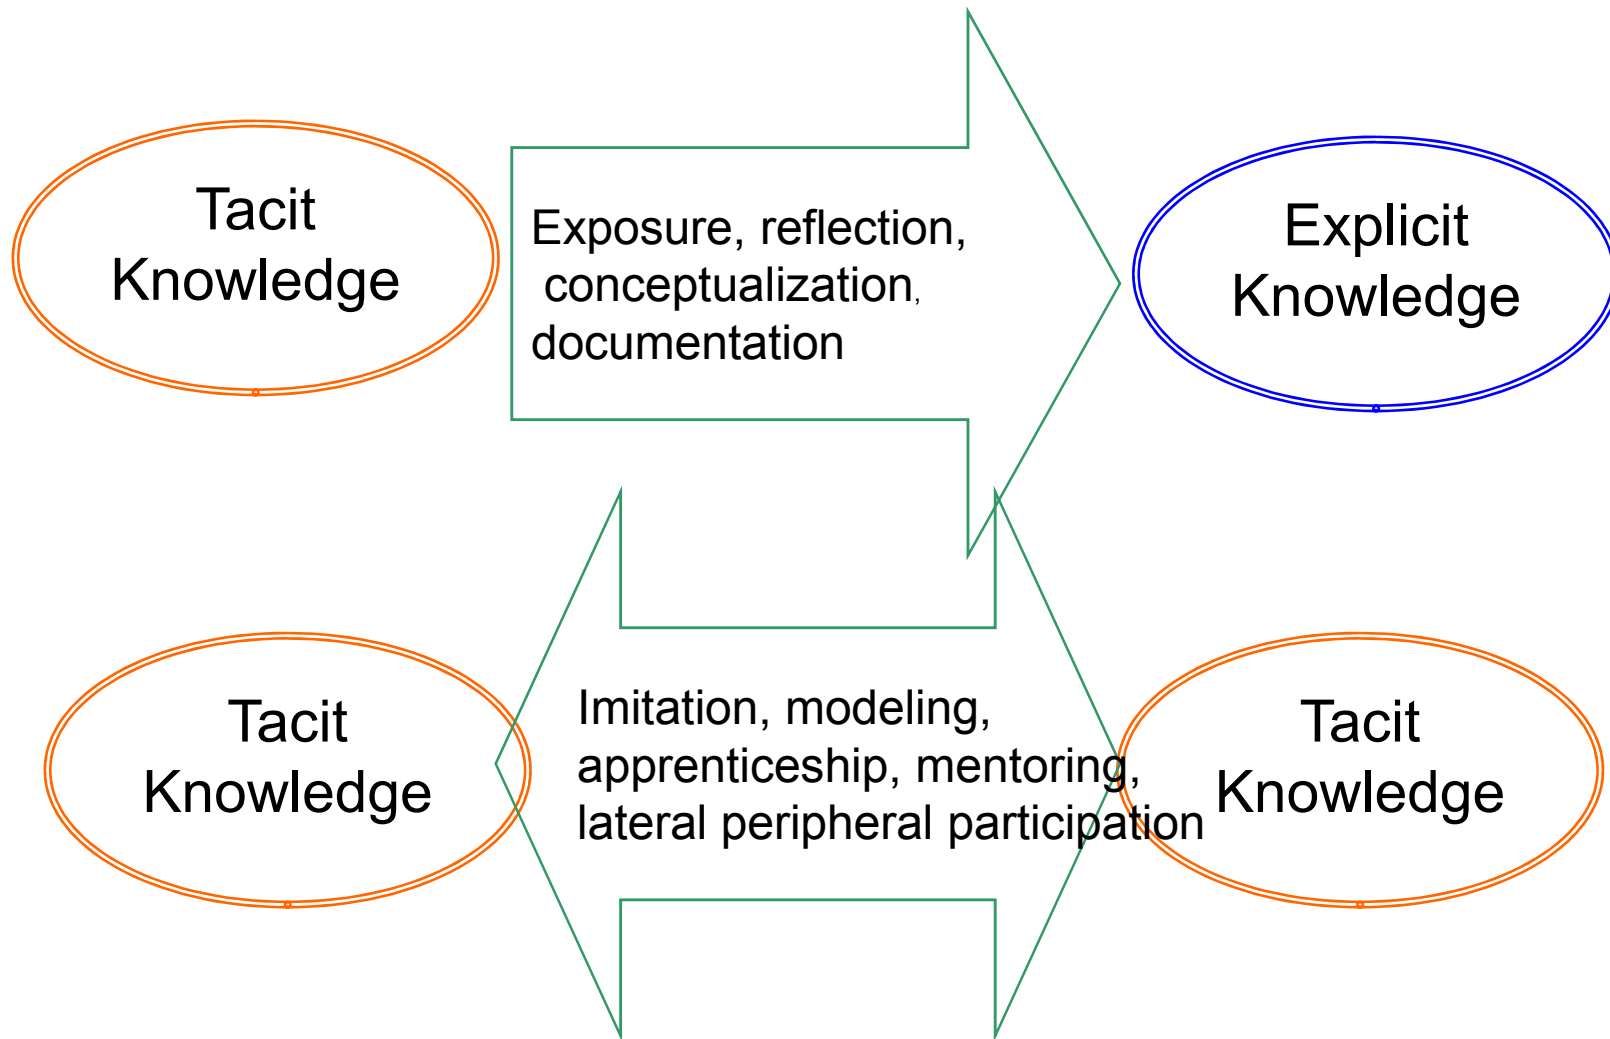 Tacit
Knowledge
Exposure, reflection,
conceptualization,
documentation
Explicit
Knowledge
Tacit
Knowledge
Imitation, modeling,
apprenticeship, mentoring,
lateral peripheral participation
Tacit
Knowledge